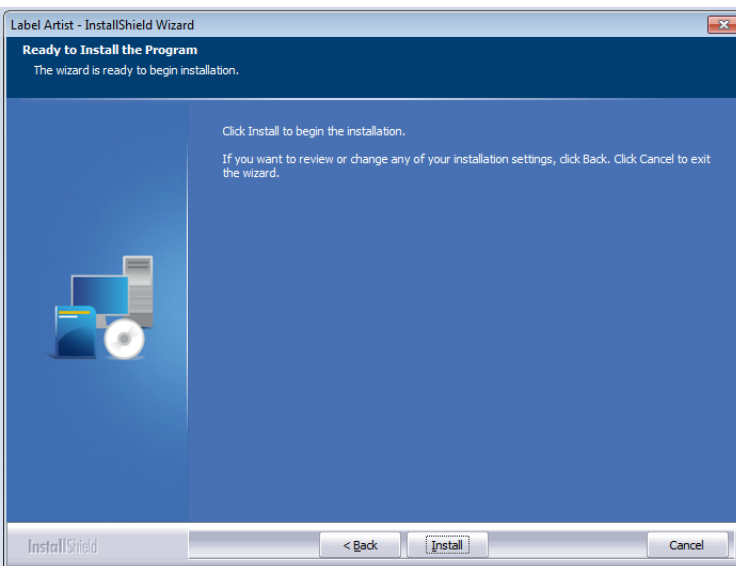 Label Artist - InstallShield Wizard
Ready to Install the Program
The wizard is ready to begin installation.
Click Install to begin the installation.
If you want to review or change any of your installation settings, click Back. Click Cancel to exit
the wizard.
InstallShield
< Back
Install
Cancel